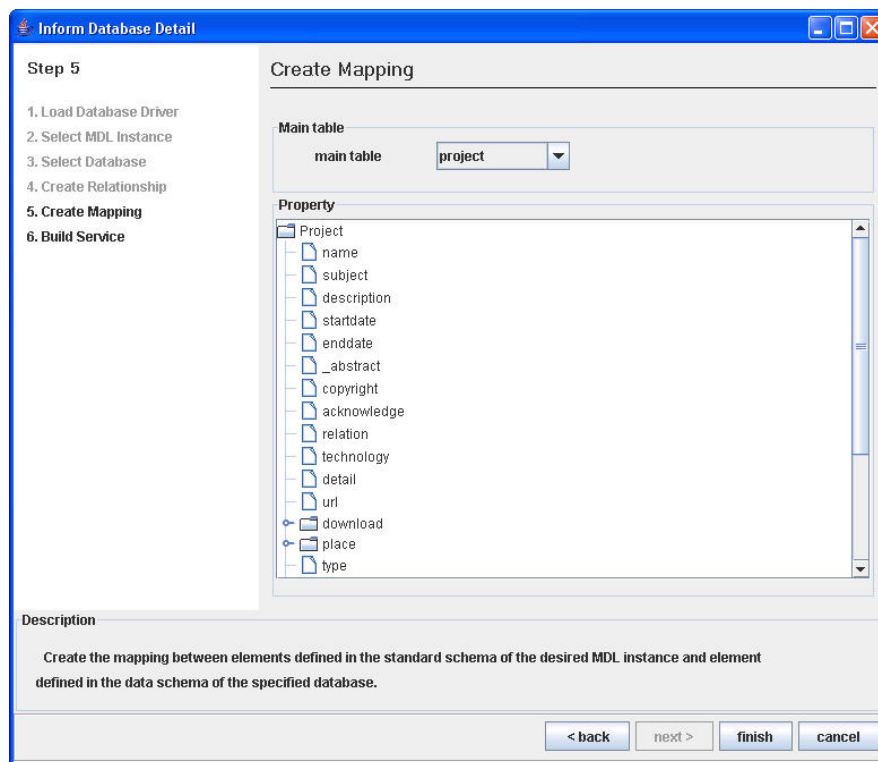 Inform Database Detail
Step 5
1. Load Database Driver
2. Select MDL Instance
3. Select Database
4. Create Relationship
5. Create Mapping
6. Build Service
Create Mapping
Main table
main table project
Property
Project
name
subject
description
startdate
enddate
_abstract
copyright
acknowledge
relation
technology
detail
url
download
place
type
Description
Create the mapping between elements defined in the standard schema of the desired MDL instance and element
defined in the data schema of the specified database.
< back next > finish cancel